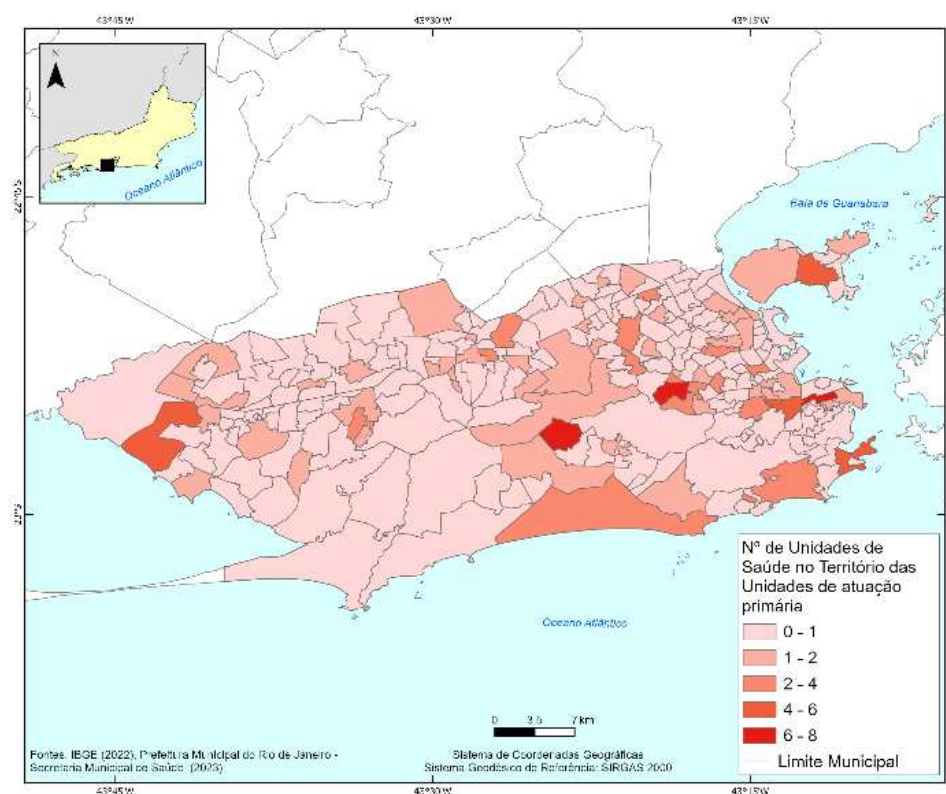 43°45'W 43°30'W 43°15'W
N
Oceano Atlântico
22°45'S
Baía de Guanabara
23°S
Nº de Unidades de
Saúde no Território das
Unidades de atuação
primária
0 - 1
1 - 2
2 - 4
4 - 6
6 - 8
Limite Municipal
Oceano Atlântico
0 3,5 7 km
Fontes: IBGE (2022), Prefeitura Municipal do Rio de Janeiro -
Secretaria Municipal de Saúde (2023)
Sistema de Coordenadas Geográficas
Sistema Geodésico de Referência: SIRGAS 2000
43°45'W 43°30'W 43°15'W